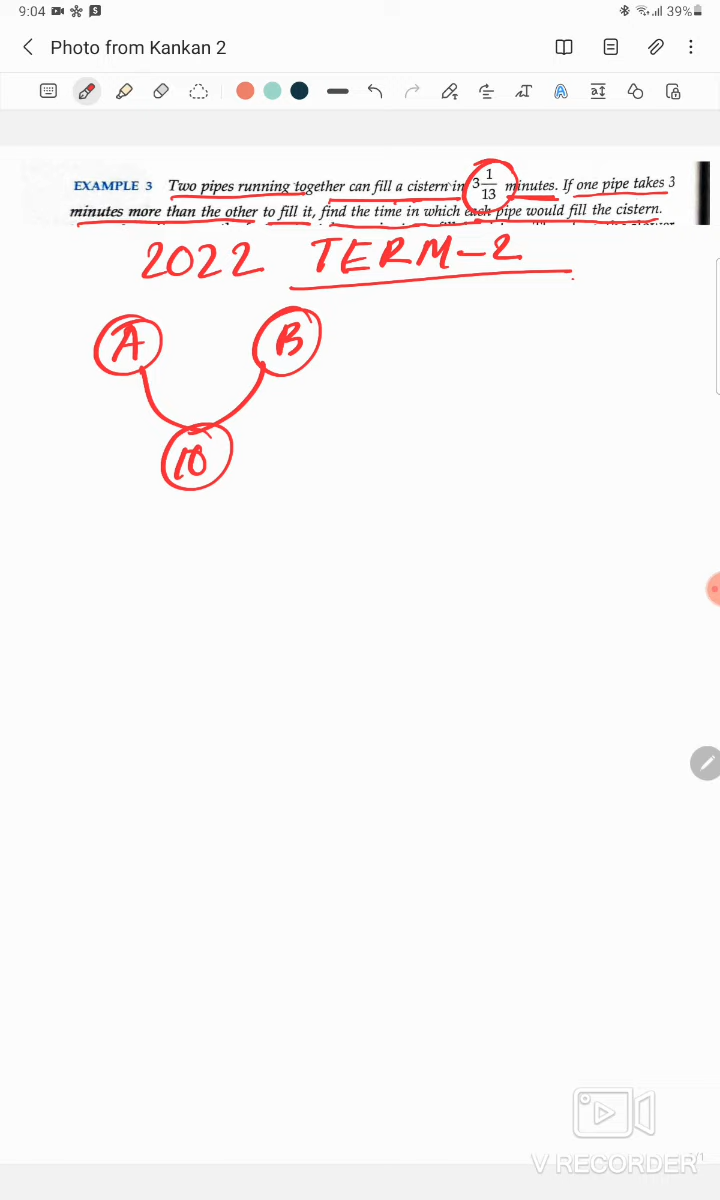 9:04 39%
Photo from Kankan 2
EXAMPLE 3 Two pipes running together can fill a cistern in 3 1/13 minutes. If one pipe takes 3
minutes more than the other to fill it, find the time in which each pipe would fill the cistern.
2022 TERM-2
A B
10
V RECORDER